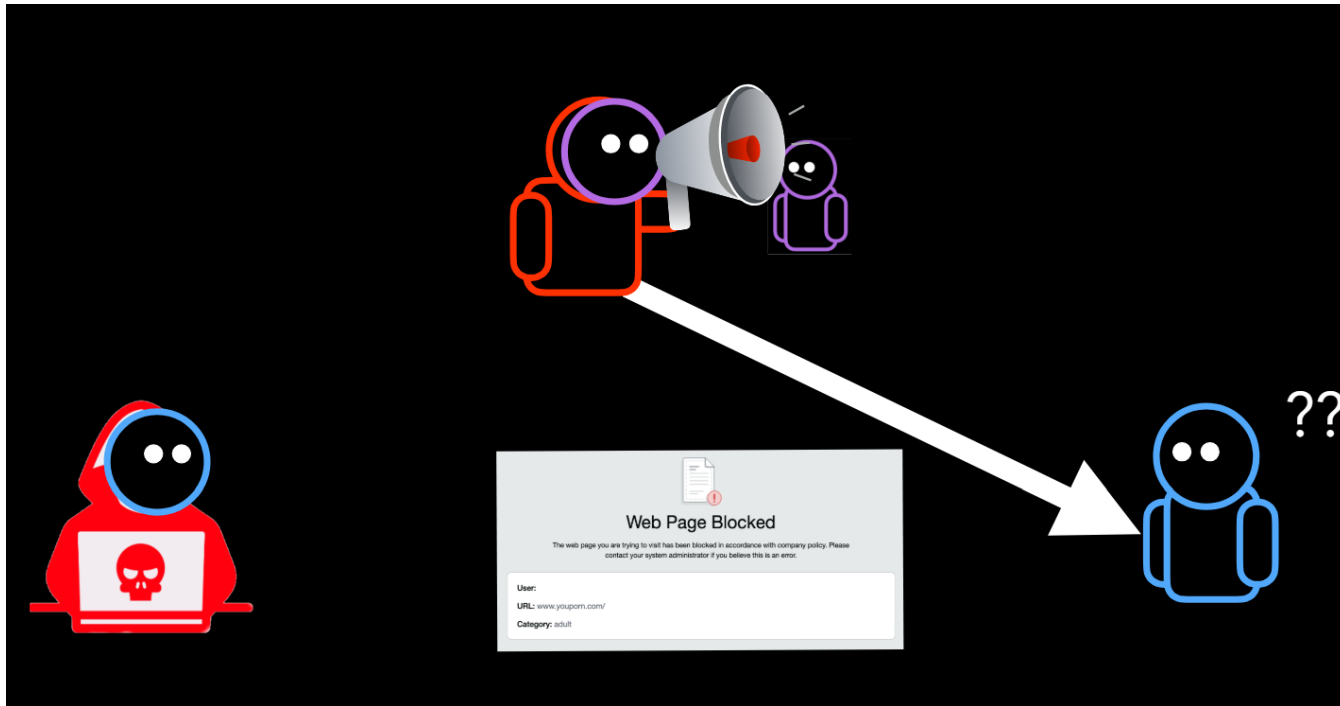 ??
Web Page Blocked
The web page you are trying to visit has been blocked in accordance with company policy. Please
contact your system administrator if you believe this is an error.
User:
URL: www.youporn.com/
Category: adult